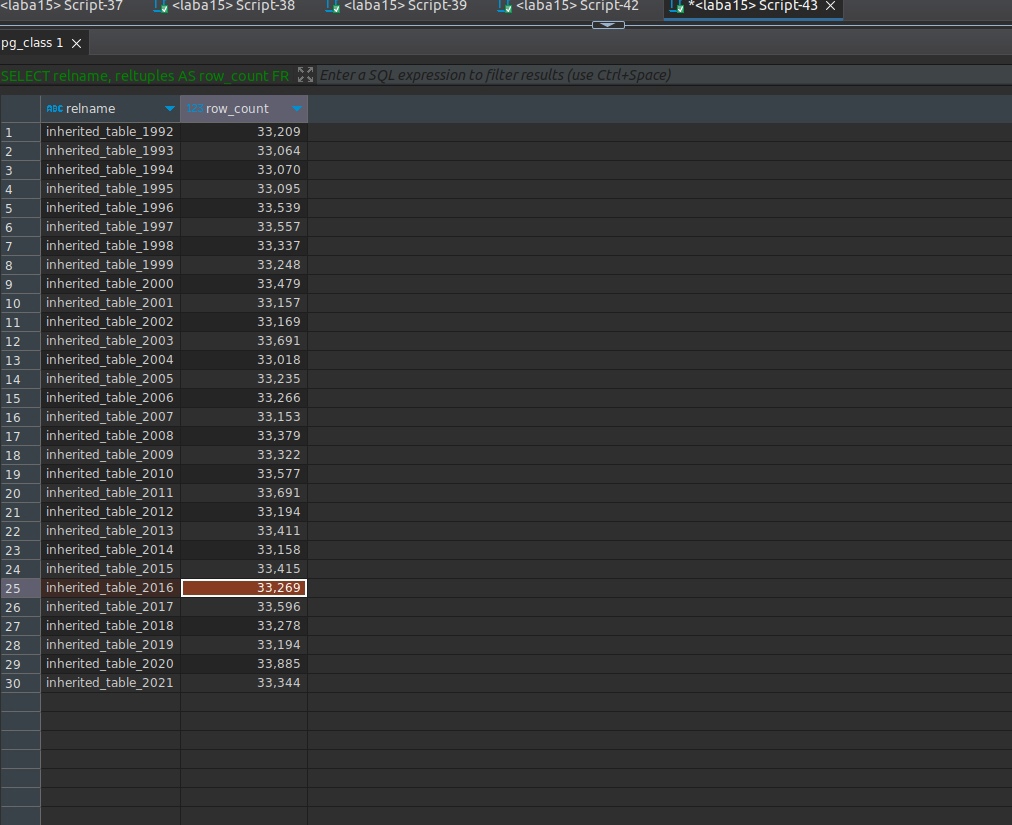 <laba15> Script-37 <laba15> Script-38 <laba15> Script-39 <laba15> Script-42 *<laba15> Script-43
pg_class 1
SELECT relname, reltuples AS row_count FR Enter a SQL expression to filter results (use Ctrl+Space)
ABC relname 123 row_count
1 inherited_table_1992 33,209
2 inherited_table_1993 33,064
3 inherited_table_1994 33,070
4 inherited_table_1995 33,095
5 inherited_table_1996 33,539
6 inherited_table_1997 33,557
7 inherited_table_1998 33,337
8 inherited_table_1999 33,248
9 inherited_table_2000 33,479
10 inherited_table_2001 33,157
11 inherited_table_2002 33,169
12 inherited_table_2003 33,691
13 inherited_table_2004 33,018
14 inherited_table_2005 33,235
15 inherited_table_2006 33,266
16 inherited_table_2007 33,153
17 inherited_table_2008 33,379
18 inherited_table_2009 33,322
19 inherited_table_2010 33,577
20 inherited_table_2011 33,691
21 inherited_table_2012 33,194
22 inherited_table_2013 33,411
23 inherited_table_2014 33,158
24 inherited_table_2015 33,415
25 inherited_table_2016 33,269
26 inherited_table_2017 33,596
27 inherited_table_2018 33,278
28 inherited_table_2019 33,194
29 inherited_table_2020 33,885
30 inherited_table_2021 33,344